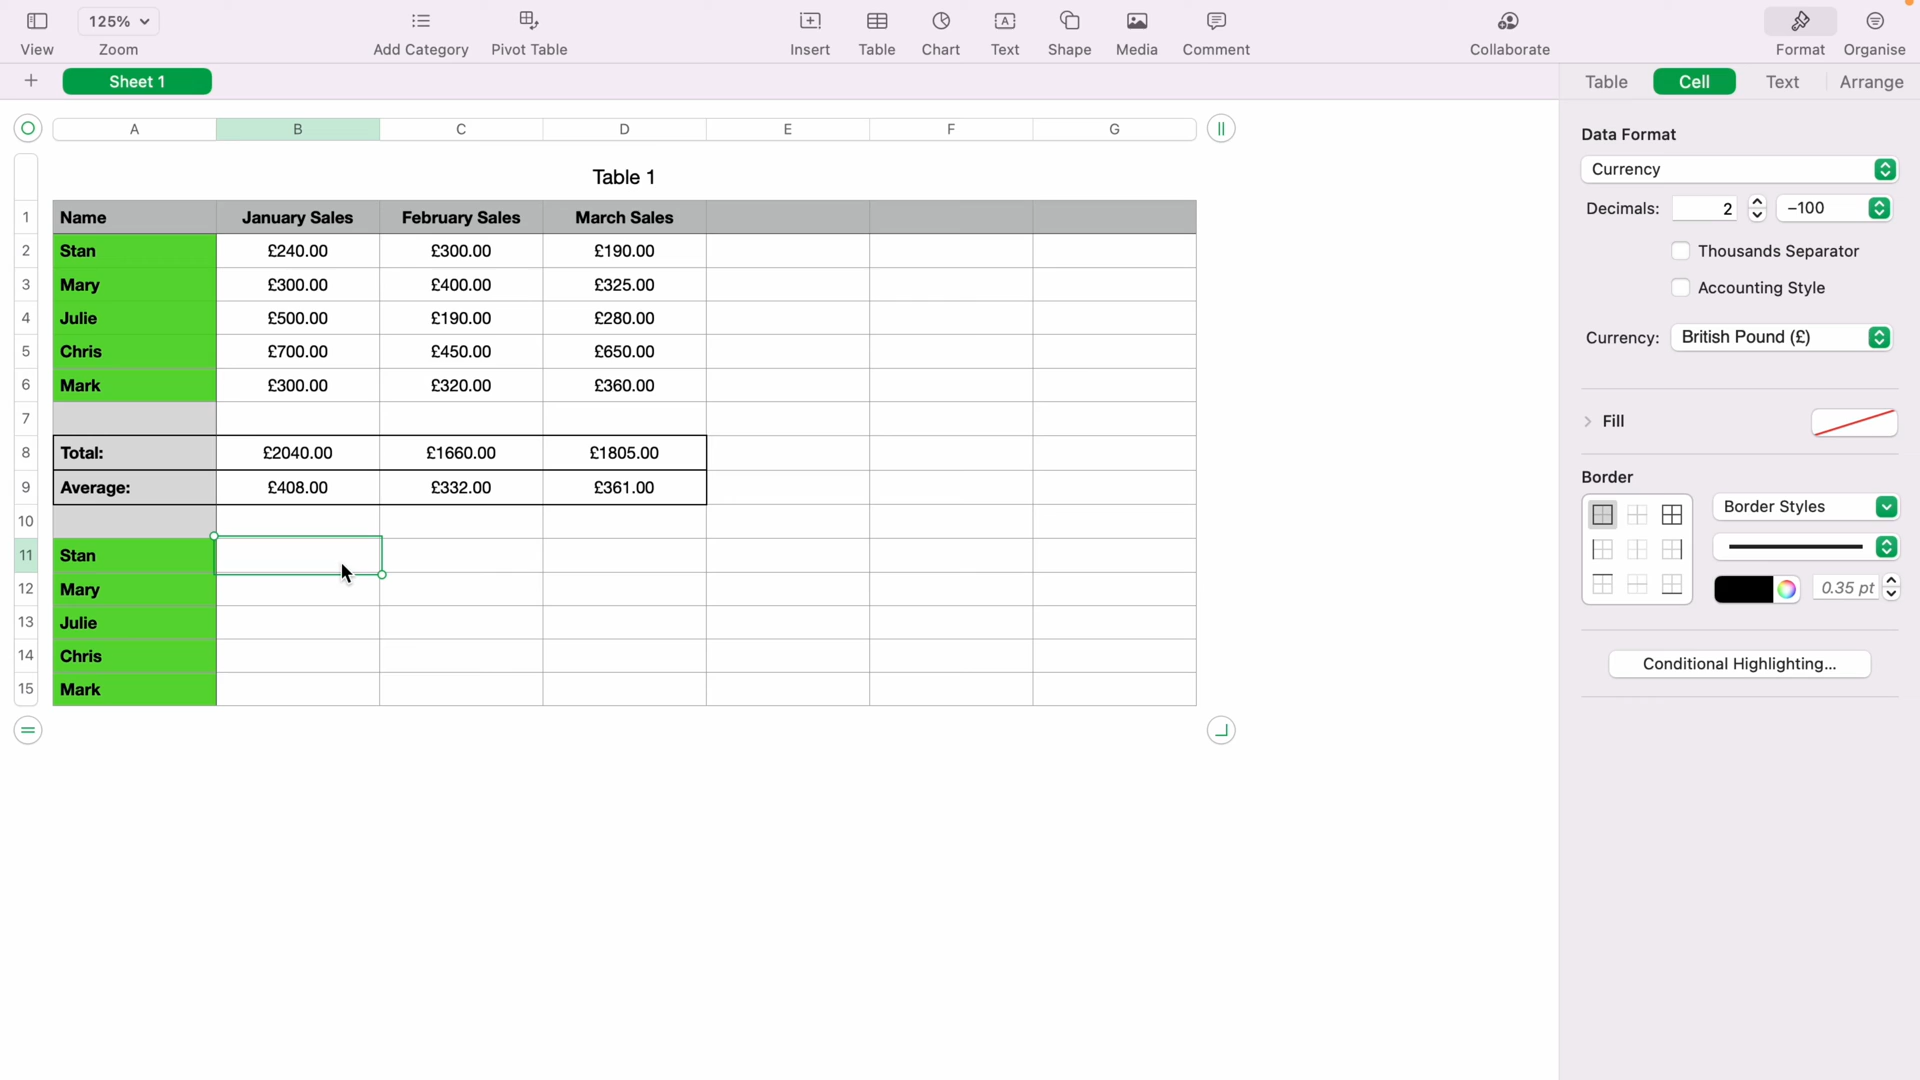 125%
View Zoom Add Category Pivot Table Insert Table Chart Text Shape Media Comment Collaborate Format Organise
+ Sheet 1
Table Cell Text Arrange
A B C D E F G
Table 1
1 Name January Sales February Sales March Sales
2 Stan £240.00 £300.00 £190.00
3 Mary £300.00 £400.00 £325.00
4 Julie £500.00 £190.00 £280.00
5 Chris £700.00 £450.00 £650.00
6 Mark £300.00 £320.00 £360.00
7
8 Total: £2040.00 £1660.00 £1805.00
9 Average: £408.00 £332.00 £361.00
10
11 Stan
12 Mary
13 Julie
14 Chris
15 Mark
Data Format
Currency
Decimals: 2 -100
Thousands Separator
Accounting Style
Currency: British Pound (£)
Fill
Border
Border Styles
0.35 pt
Conditional Highlighting...